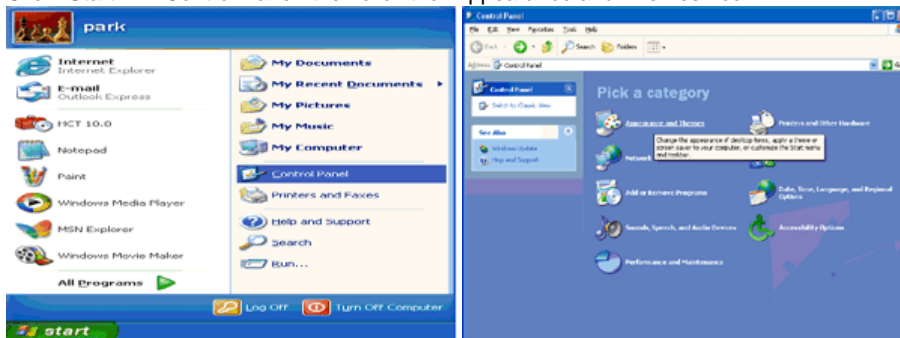 park
Internet
Internet Explorer
E-mail
Outlook Express
HCT 10.0
Notepad
Paint
Windows Media Player
MSN Explorer
Windows Movie Maker
All Programs
My Documents
My Recent Documents
My Pictures
My Music
My Computer
Control Panel
Printers and Faxes
Help and Support
Search
Run...
Log Off
Turn Off Computer
start
Control Panel
File Edit View Favorites Tools Help
Back
Search
Folders
Address
Control Panel
Control Panel
Switch to Classic View
See Also
Windows Update
Help and Support
Pick a category
Appearance and Themes
Printers and Other Hardware
Change the appearance of desktop items, apply a theme or
screen saver to your computer, or customize the Start menu
and taskbar.
Network
Add or Remove Programs
Date, Time, Language, and Regional
Options
Sounds, Speech, and Audio Devices
Accessibility Options
Performance and Maintenance